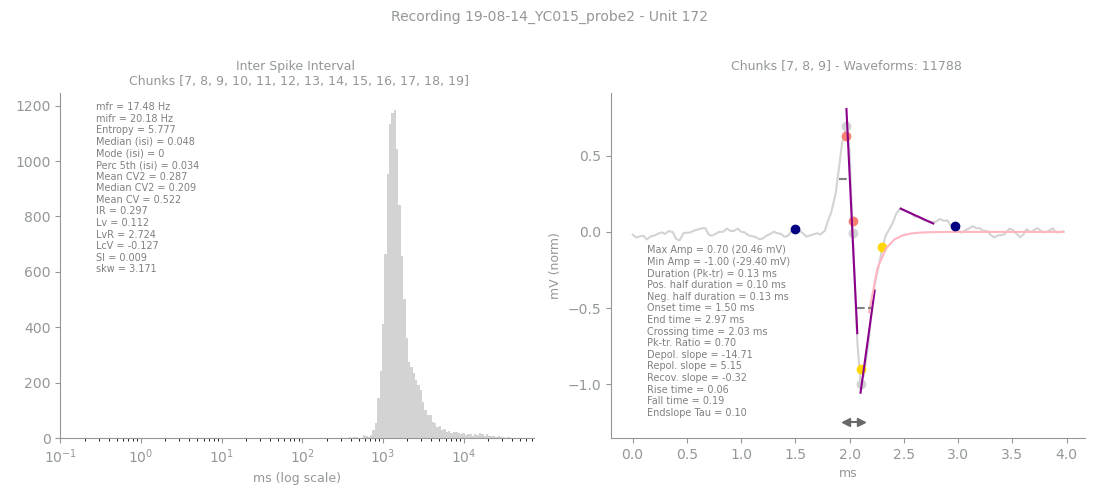 Recording 19-08-14_YC015_probe2 - Unit 172
Inter Spike Interval
Chunks [7, 8, 9, 10, 11, 12, 13, 14, 15, 16, 17, 18, 19]
mfr = 17.48 Hz
mifr = 20.18 Hz
Entropy = 5.777
Median (isi) = 0.048
Mode (isi) = 0
Perc 5th (isi) = 0.034
Mean CV2 = 0.287
Median CV2 = 0.209
Mean CV = 0.522
IR = 0.297
Lv = 0.112
LvR = 2.724
LcV = -0.127
SI = 0.009
skw = 3.171
1200
1000
800
600
400
200
0
10⁻¹ 10⁰ 10¹ 10² 10³ 10⁴
ms (log scale)
Chunks [7, 8, 9] - Waveforms: 11788
mV (norm)
0.5
0.0
−0.5
−1.0
Max Amp = 0.70 (20.46 mV)
Min Amp = -1.00 (-29.40 mV)
Duration (Pk-tr) = 0.13 ms
Pos. half duration = 0.10 ms
Neg. half duration = 0.13 ms
Onset time = 1.50 ms
End time = 2.97 ms
Crossing time = 2.03 ms
Pk-tr. Ratio = 0.70
Depol. slope = -14.71
Repol. slope = 5.15
Recov. slope = -0.32
Rise time = 0.06
Fall time = 0.19
Endslope Tau = 0.10
0.0 0.5 1.0 1.5 2.0 2.5 3.0 3.5 4.0
ms